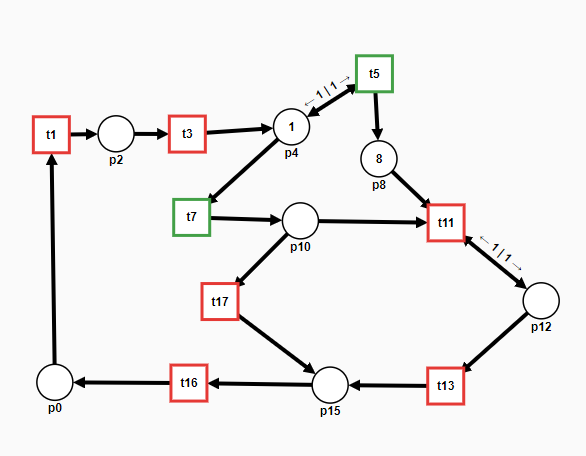 t5
← 1 | 1 →
t1
p2
t3
1
p4
8
p8
t7
p10
t11
← 1 | 1 →
t17
p12
p0
t16
p15
t13